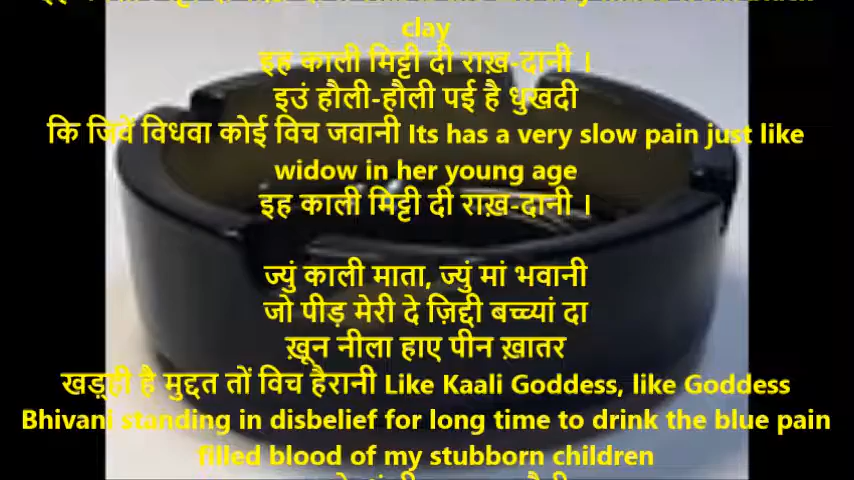 clay
इह काली मिट्टी दी राख़-दानी ।
इउं हौली-हौली पई है धुखदी
कि जिवें विधवा कोई विच जवानी Its has a very slow pain just like
widow in her young age
इह काली मिट्टी दी राख़-दानी ।
ज्युं काली माता, ज्युं मां भवानी
जो पीड़ मेरी दे ज़िद्दी बच्च्यां दा
ख़ून नीला हाए पीन ख़ातर
खड़्ही है मुद्दत तों विच हैरानी Like Kaali Goddess, like Goddess
Bhivani standing in disbelief for long time to drink the blue pain
filled blood of my stubborn children